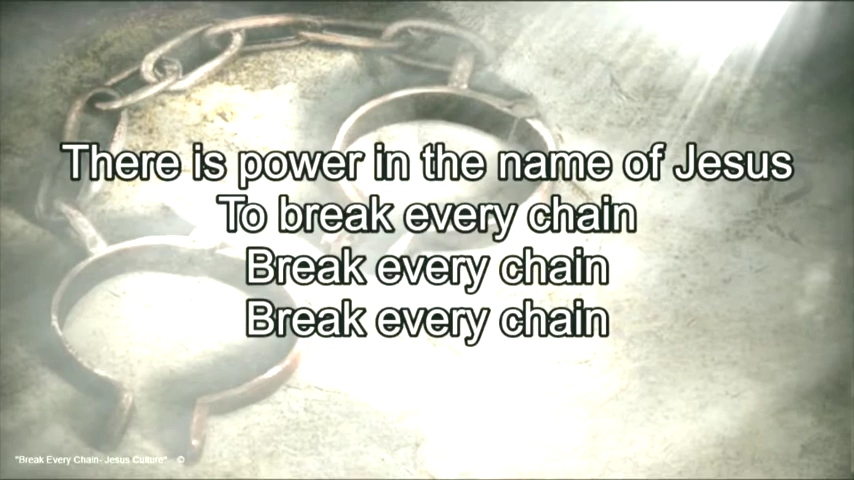 There is power in the name of Jesus
To break every chain
Break every chain
Break every chain
"Break Every Chain- Jesus Culture" ©